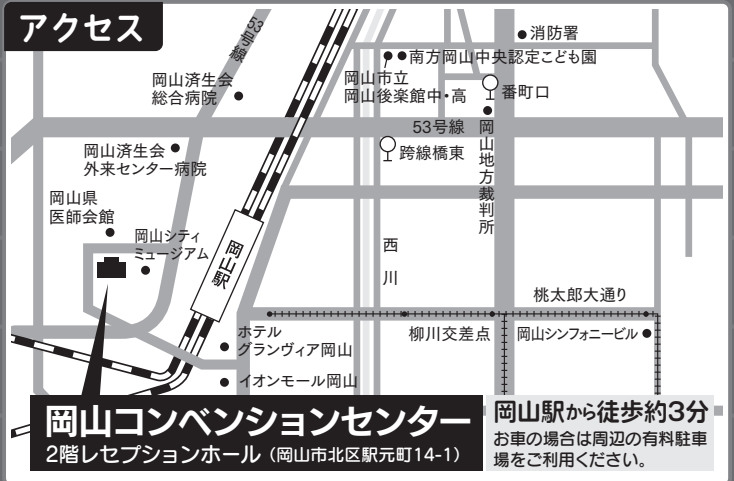 アクセス
53号線
消防署
南方岡山中央認定こども園
岡山市立
岡山後楽館中・高
番町口
岡山済生会
総合病院
53号線
岡山地方裁判所
跨線橋東
岡山済生会
外来センター病院
岡山県
医師会館
岡山シティ
ミュージアム
岡山駅
西川
桃太郎大通り
柳川交差点
岡山シンフォニービル
ホテル
グランヴィア岡山
イオンモール岡山
岡山コンベンションセンター
2階レセプションホール（岡山市北区駅元町14-1）
岡山駅から徒歩約3分
お車の場合は周辺の有料駐車
場をご利用ください。